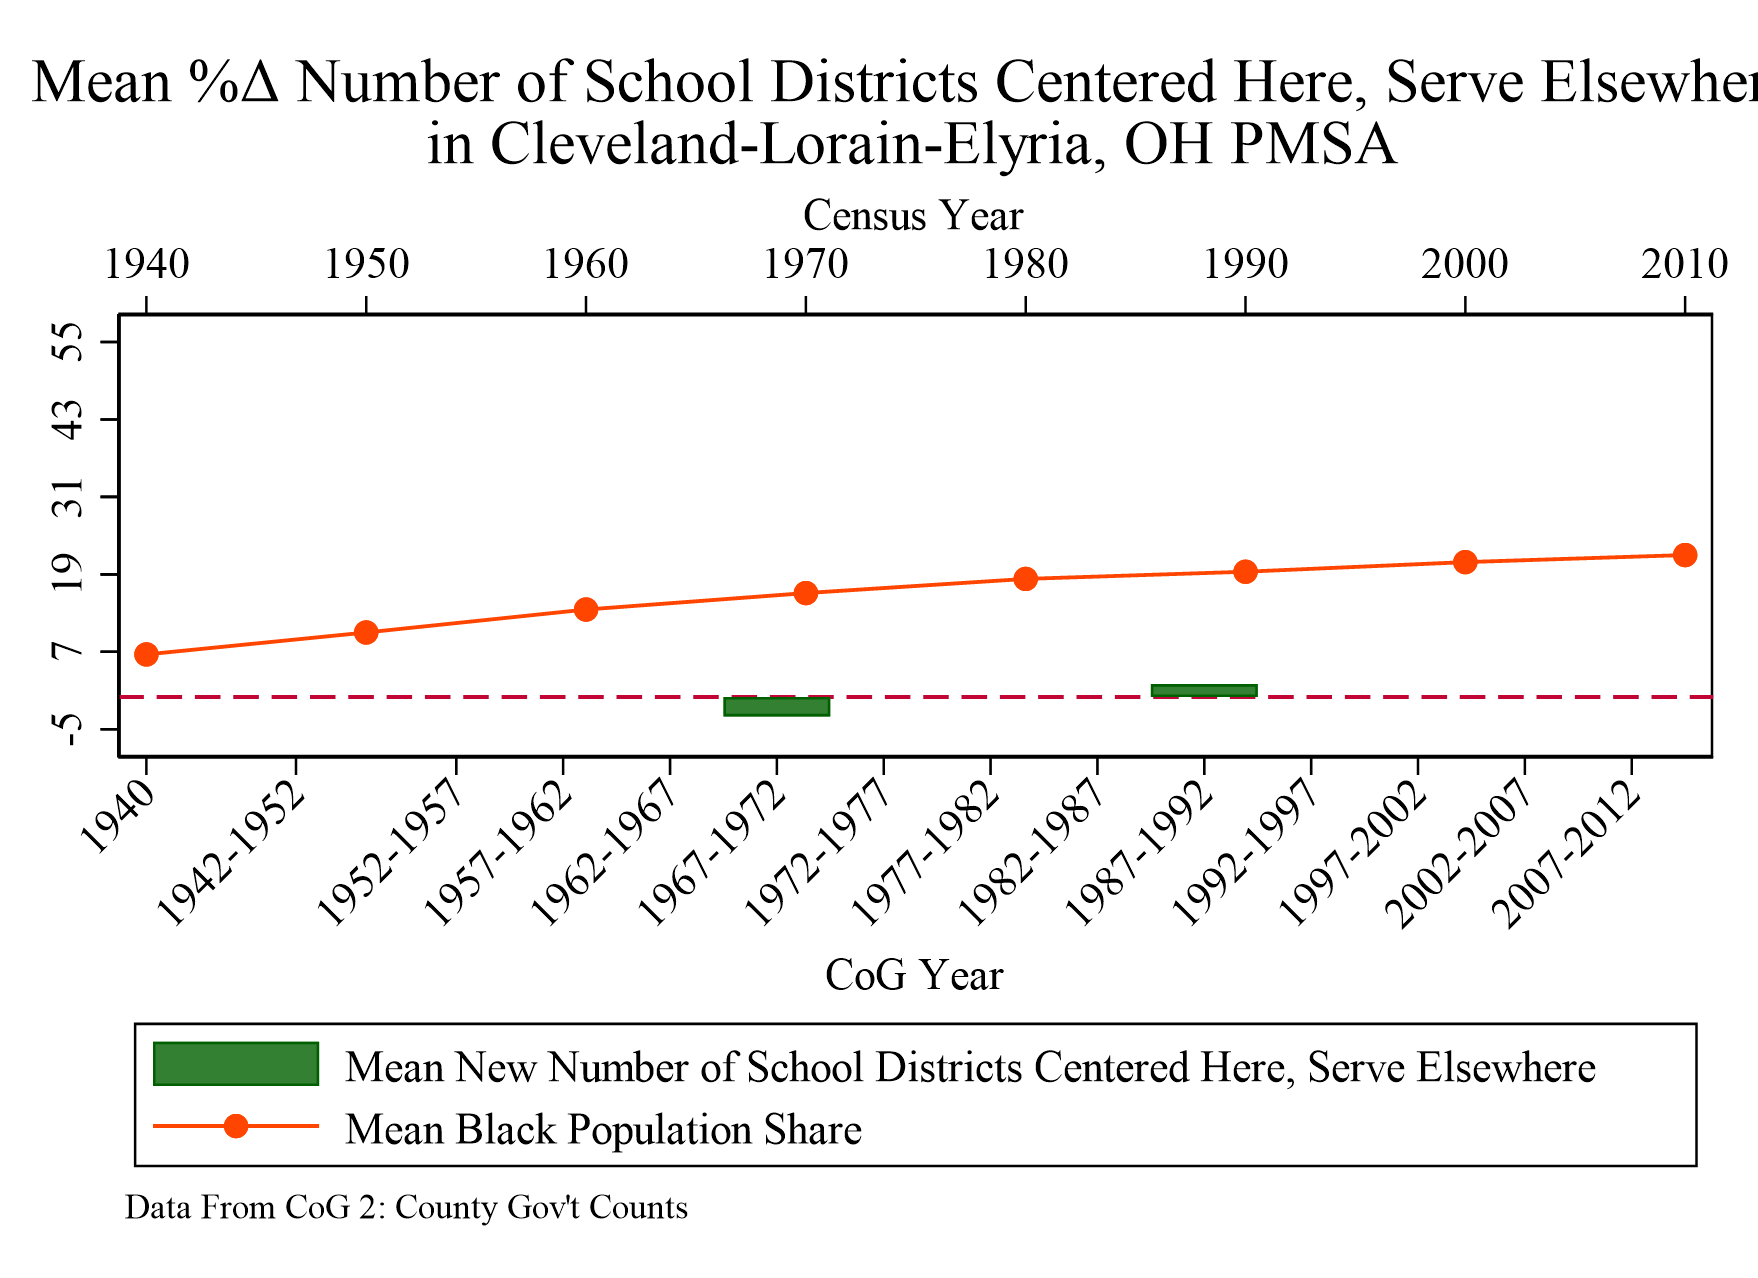 Mean %Δ Number of School Districts Centered Here, Serve Elsewher
in Cleveland-Lorain-Elyria, OH PMSA
Census Year
1940 1950 1960 1970 1980 1990 2000 2010
55
43
31
19
7
-5
1940 1942-1952 1952-1957 1957-1962 1962-1967 1967-1972 1972-1977 1977-1982 1982-1987 1987-1992 1992-1997 1997-2002 2002-2007 2007-2012
CoG Year
Mean New Number of School Districts Centered Here, Serve Elsewhere
Mean Black Population Share
Data From CoG 2: County Gov't Counts